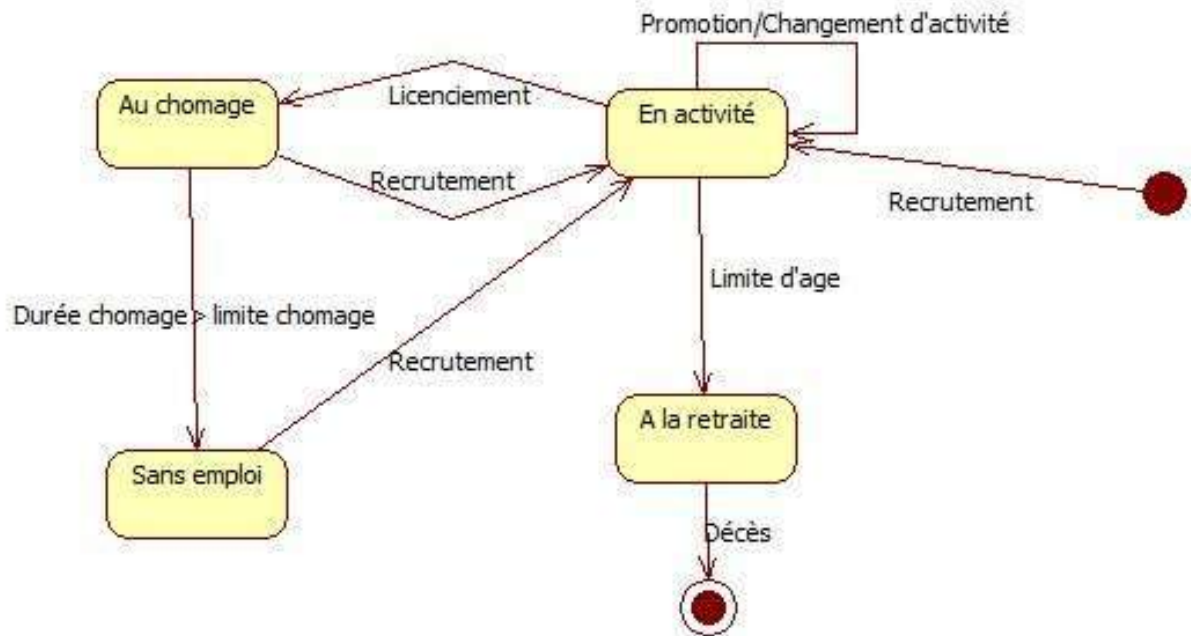 Promotion/Changement d'activité
Au chomage
Licenciement
En activité
Recrutement
Recrutement
Limite d'age
Durée chomage > limite chomage
Recrutement
A la retraite
Sans emploi
Décès